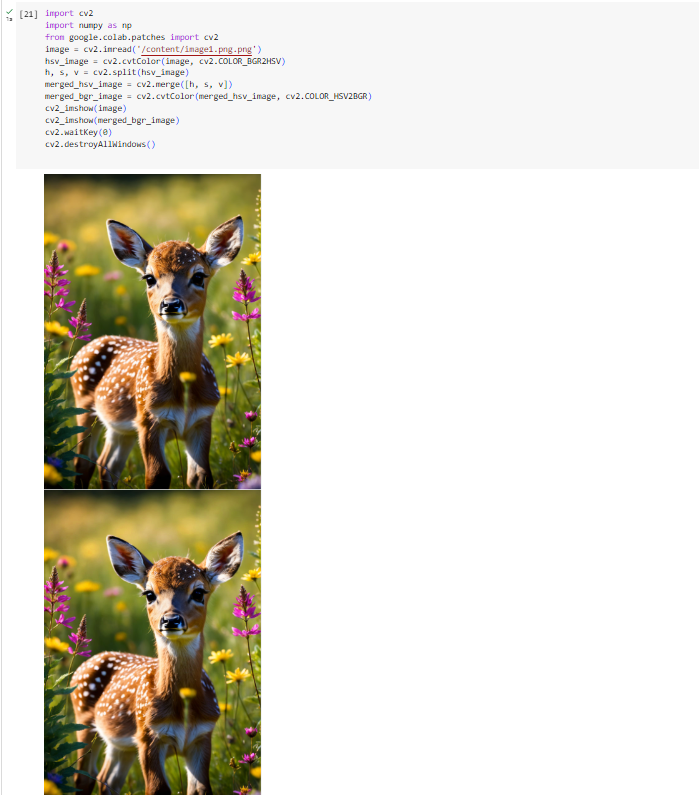 [21] import cv2
import numpy as np
from google.colab.patches import cv2
image = cv2.imread('/content/image1.png.png')
hsv_image = cv2.cvtColor(image, cv2.COLOR_BGR2HSV)
h, s, v = cv2.split(hsv_image)
merged_hsv_image = cv2.merge([h, s, v])
merged_bgr_image = cv2.cvtColor(merged_hsv_image, cv2.COLOR_HSV2BGR)
cv2_imshow(image)
cv2_imshow(merged_bgr_image)
cv2.waitKey(0)
cv2.destroyAllWindows()